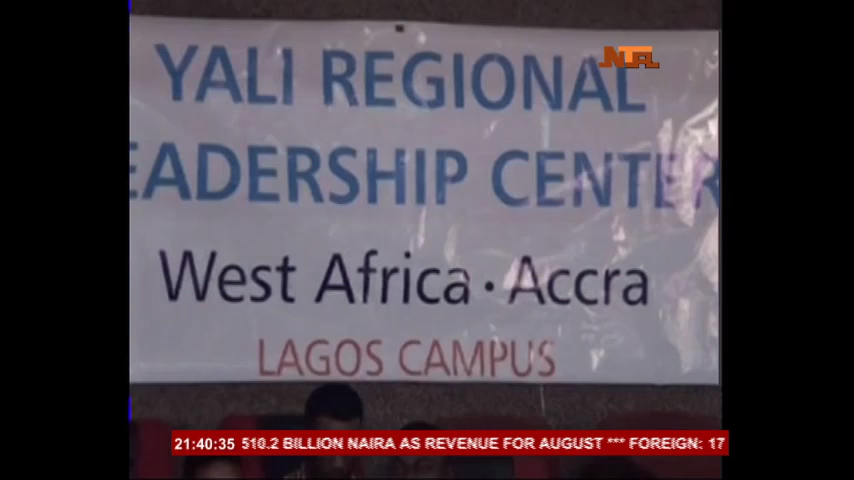 NTA
YALI REGIONAL
EADERSHIP CENTER
West Africa · Accra
LAGOS CAMPUS
21:40:35 510.2 BILLION NAIRA AS REVENUE FOR AUGUST *** FOREIGN: 17